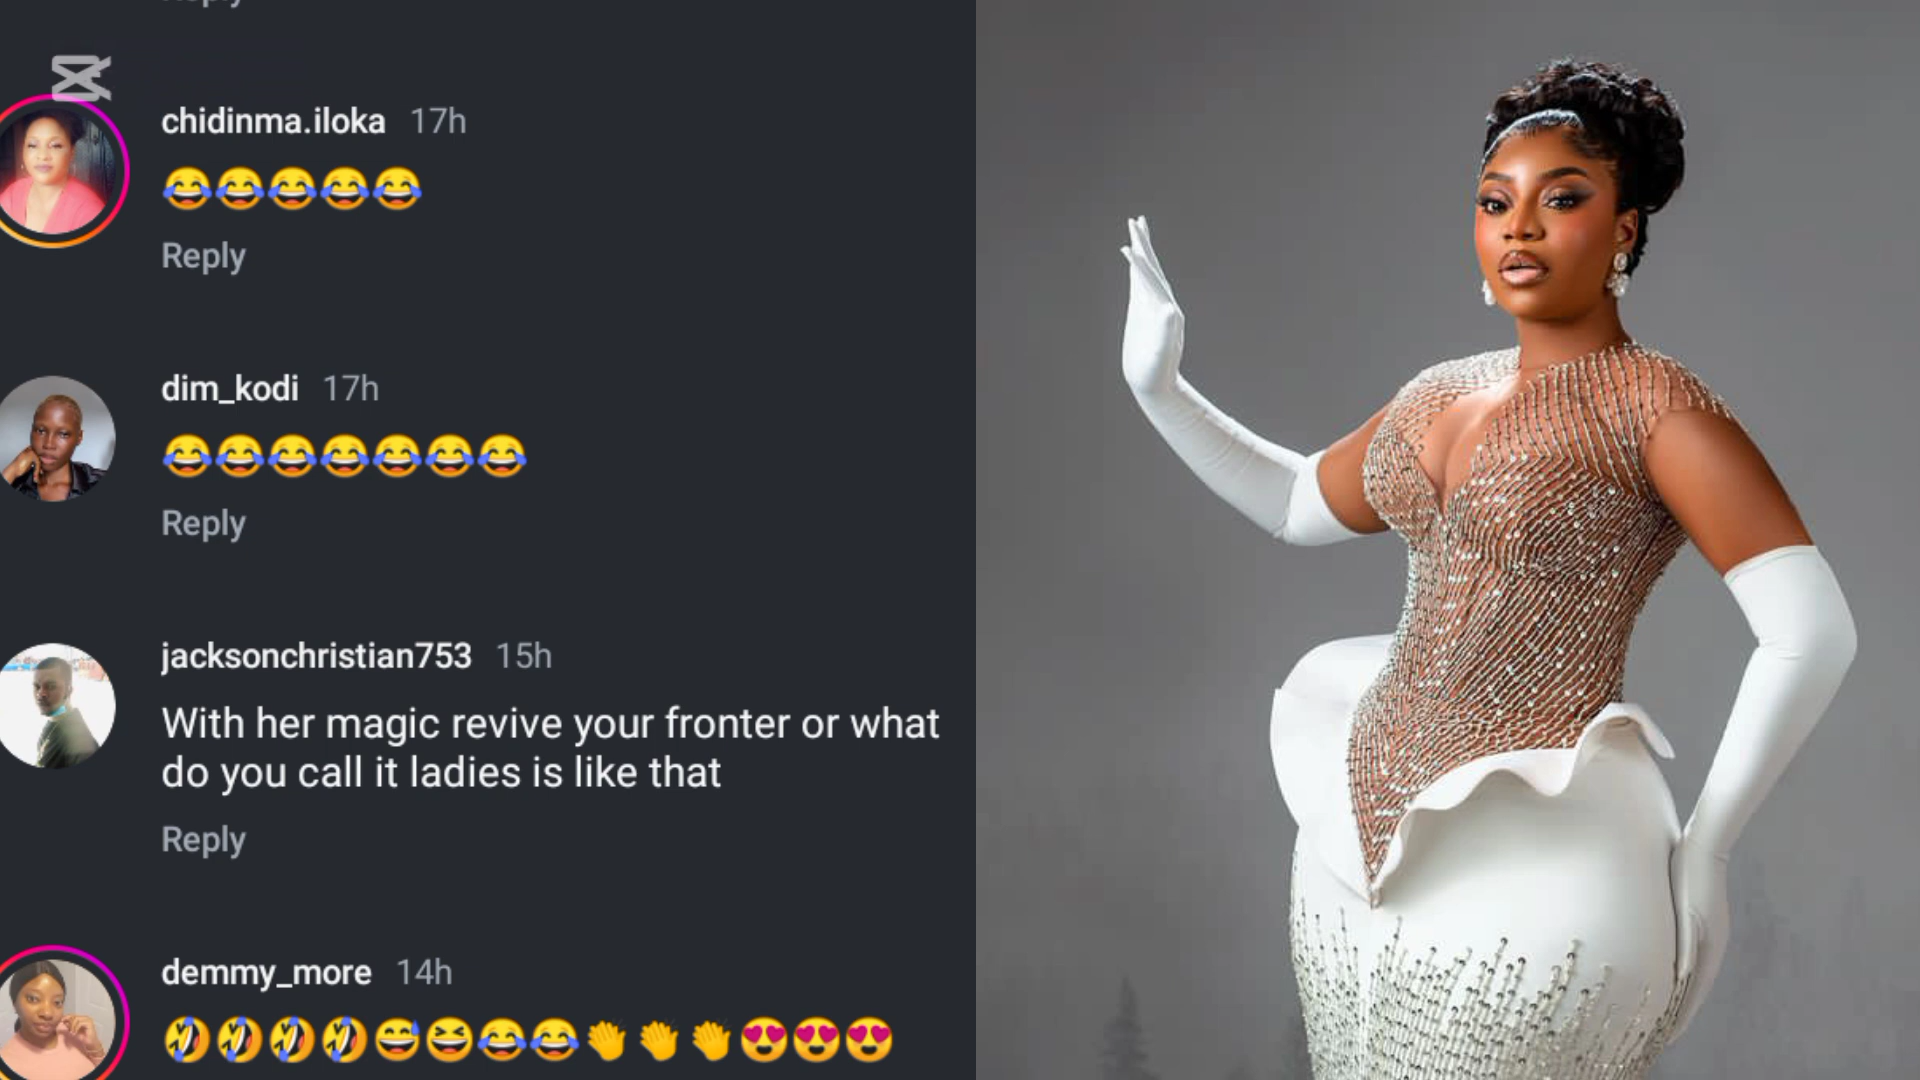 Reply
chidinma.iloka 17h
😂😂😂😂😂
Reply
dim_kodi 17h
😂😂😂😂😂😂😂
Reply
jacksonchristian753 15h
With her magic revive your fronter or what
do you call it ladies is like that
Reply
demmy_more 14h
🤣🤣🤣🤣😅😆😂😂👏👏👏😍😍😍